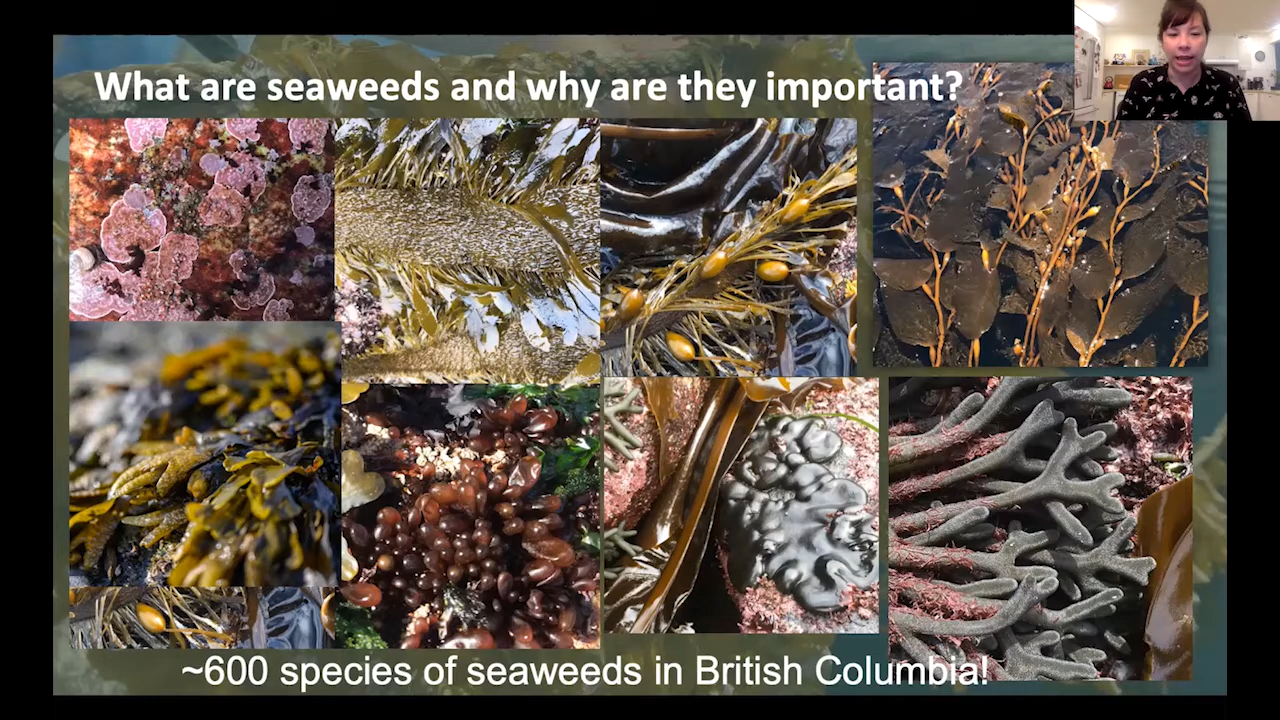 What are seaweeds and why are they important?
~600 species of seaweeds in British Columbia!